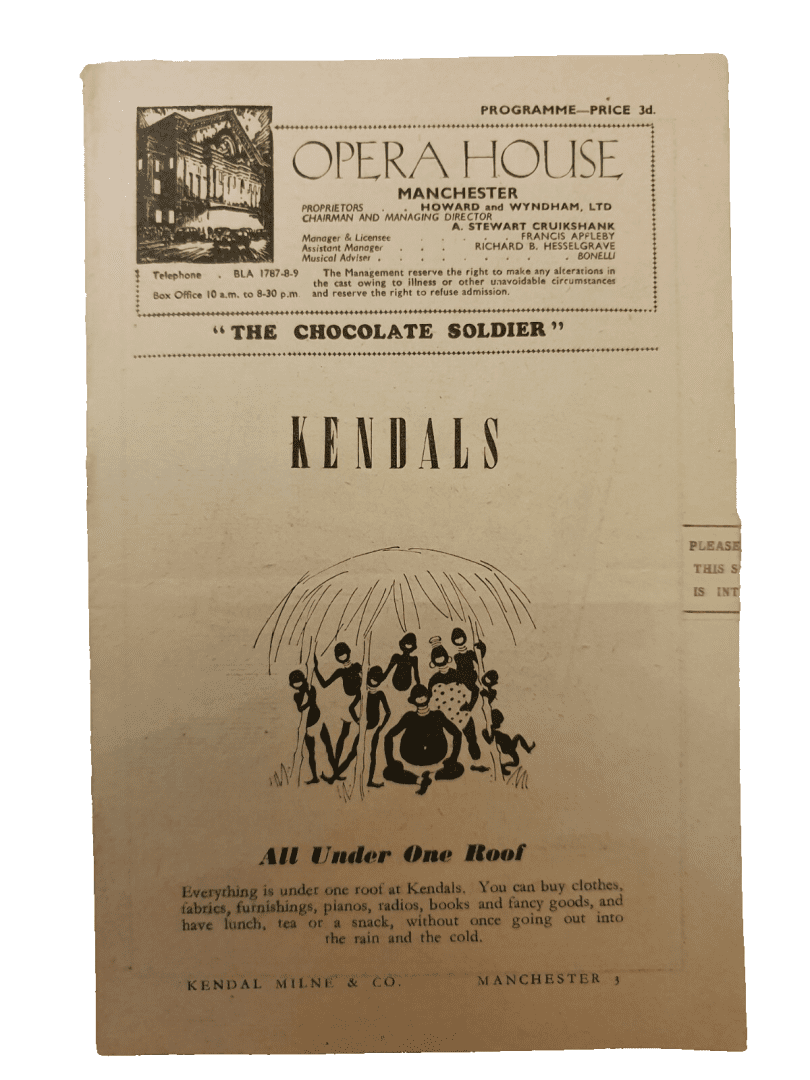 PROGRAMME—PRICE 3d.
OPERA HOUSE
MANCHESTER
PROPRIETORS . . HOWARD and WYNDHAM, LTD
CHAIRMAN AND MANAGING DIRECTOR
A. STEWART CRUIKSHANK
Manager & Licensee . . . . . FRANCIS APPLEBY
Assistant Manager . . . RICHARD B. HESSELGRAVE
Musical Adviser . . . . . . . . . BONELLI
Telephone . BLA 1787-8-9
Box Office 10 a.m. to 8-30 p.m
The Management reserve the right to make any alterations in
the cast owing to illness or other unavoidable circumstances
and reserve the right to refuse admission.
"THE CHOCOLATE SOLDIER"
KENDALS
PLEASE
THIS S
IS INT
All Under One Roof
Everything is under one roof at Kendals. You can buy clothes,
fabrics, furnishings, pianos, radios, books and fancy goods, and
have lunch, tea or a snack, without once going out into
the rain and the cold.
KENDAL MILNE & CO. MANCHESTER 3